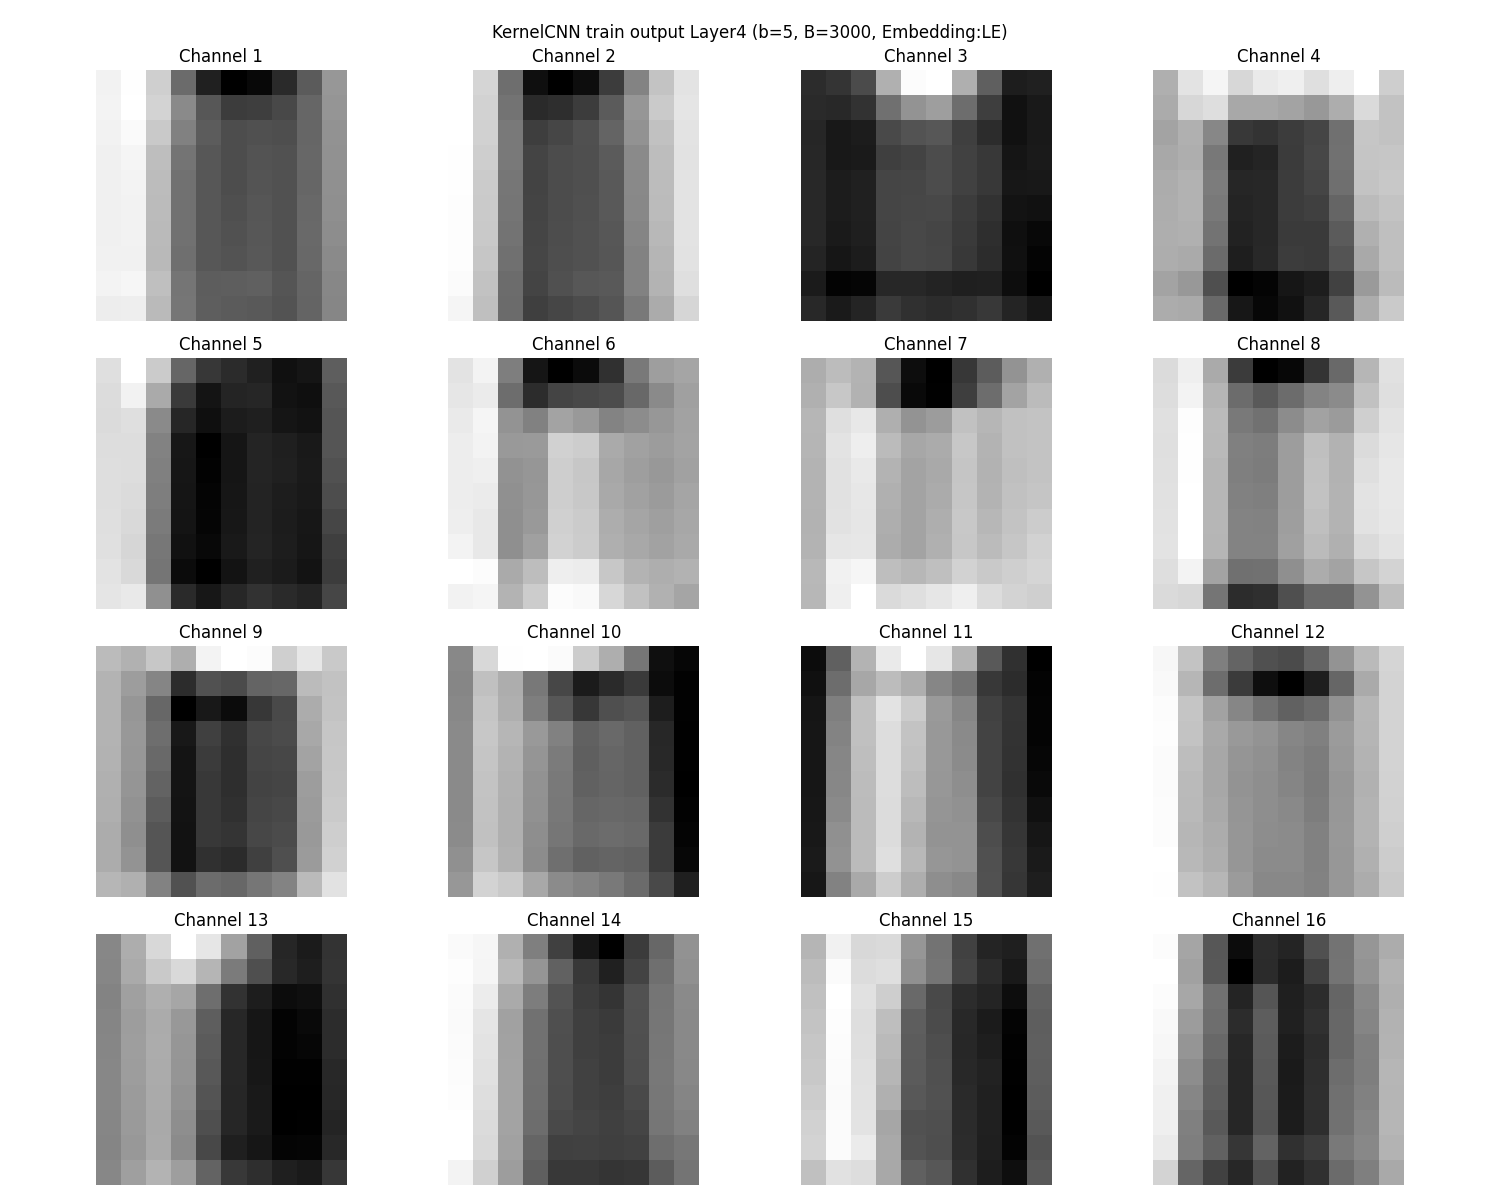 KernelCNN train output Layer4 (b=5, B=3000, Embedding:LE)
Channel 1
Channel 2
Channel 3
Channel 4
Channel 5
Channel 6
Channel 7
Channel 8
Channel 9
Channel 10
Channel 11
Channel 12
Channel 13
Channel 14
Channel 15
Channel 16